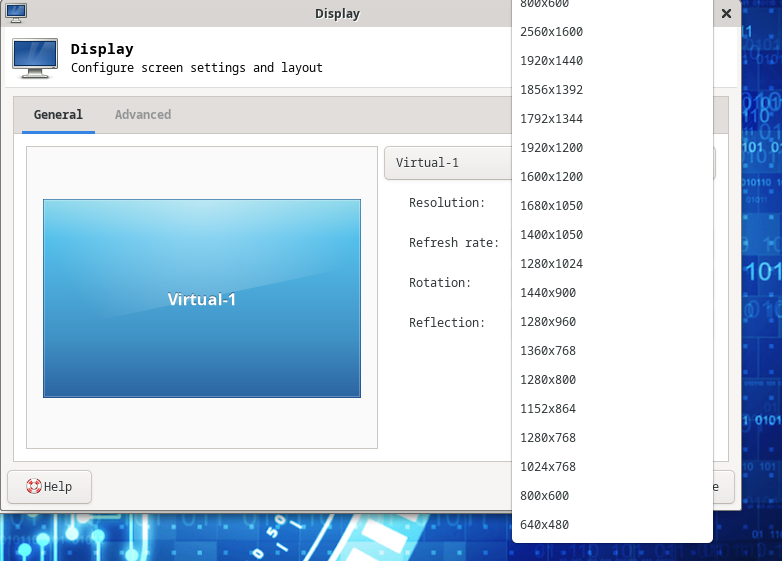 Display
Display
Configure screen settings and layout
General
Advanced
Virtual-1
Virtual-1
Resolution:
Refresh rate:
Rotation:
Reflection:
800x600
2560x1600
1920x1440
1856x1392
1792x1344
1920x1200
1600x1200
1680x1050
1400x1050
1280x1024
1440x900
1280x960
1360x768
1280x800
1152x864
1280x768
1024x768
800x600
640x480
Help